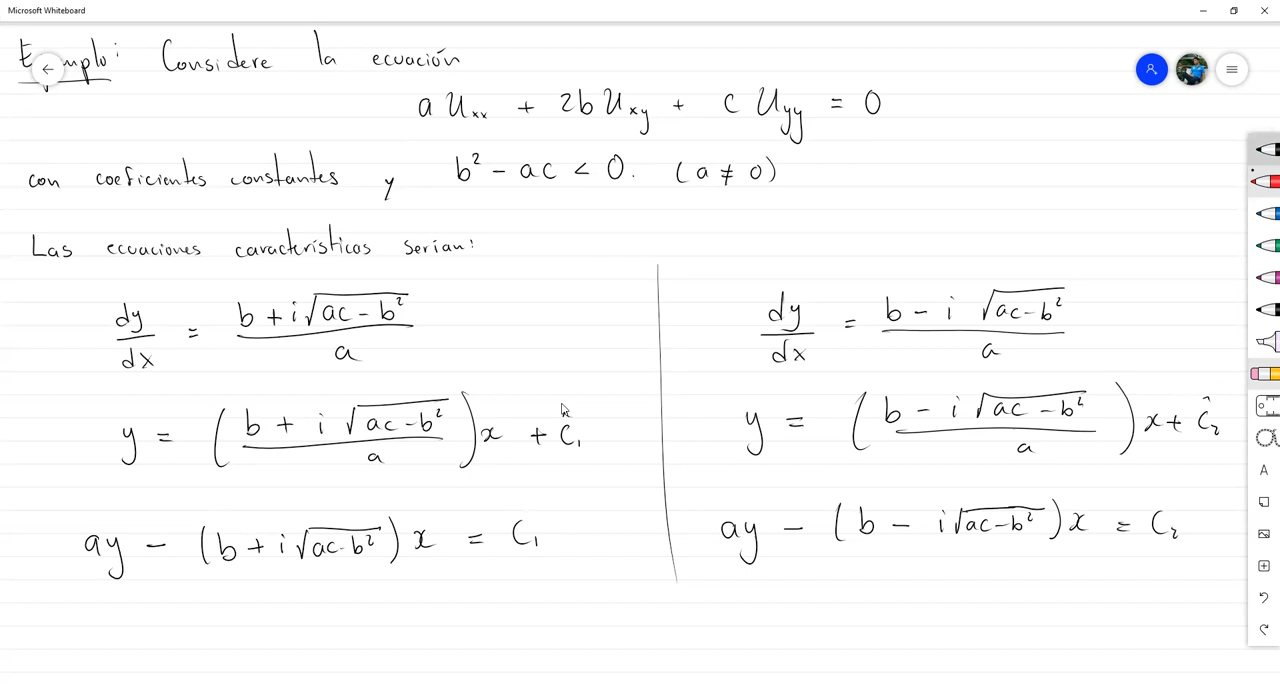 Microsoft Whiteboard
Ejemplo: Considere la ecuación
a u_xx + 2b u_xy + c u_yy = 0
con coeficientes constantes y b² - ac < 0. (a ≠ 0)
Las ecuaciones características serían:
dy/dx = (b + i√(ac - b²))/a
y = ((b + i√(ac - b²))/a)x + Ĉ₁
ay - (b + i√(ac - b²))x = C₁
dy/dx = (b - i√(ac - b²))/a
y = ((b - i√(ac - b²))/a)x + Ĉ₂
ay - (b - i√(ac - b²))x = C₂
A